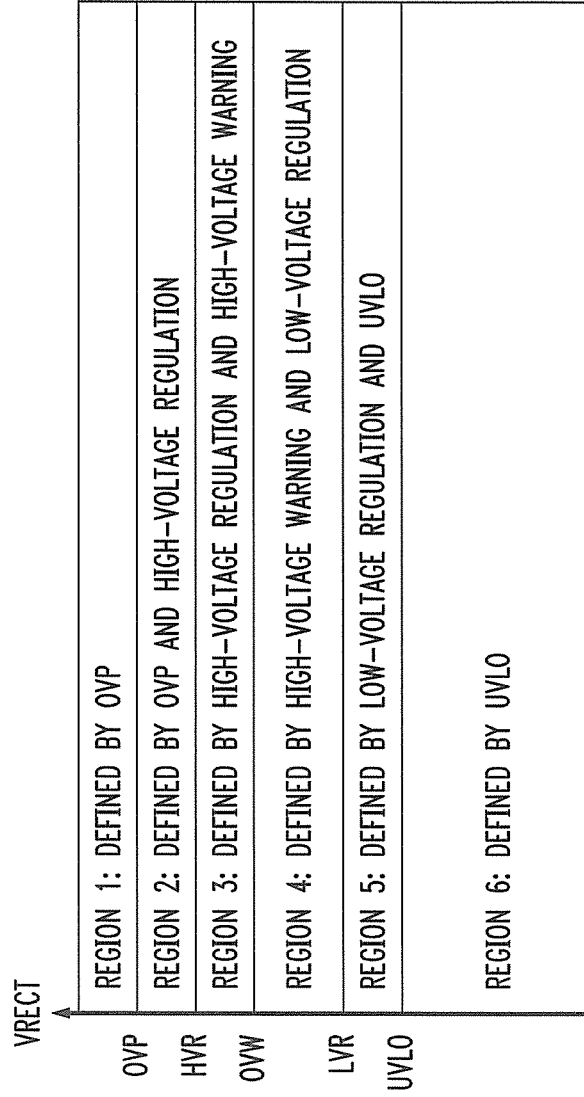 VRECT
REGION 1: DEFINED BY OVP
OVP
REGION 2: DEFINED BY OVP AND HIGH-VOLTAGE REGULATION
HVR
REGION 3: DEFINED BY HIGH-VOLTAGE REGULATION AND HIGH-VOLTAGE WARNING
OVW
REGION 4: DEFINED BY HIGH-VOLTAGE WARNING AND LOW-VOLTAGE REGULATION
LVR
REGION 5: DEFINED BY LOW-VOLTAGE REGULATION AND UVLO
UVLO
REGION 6: DEFINED BY UVLO